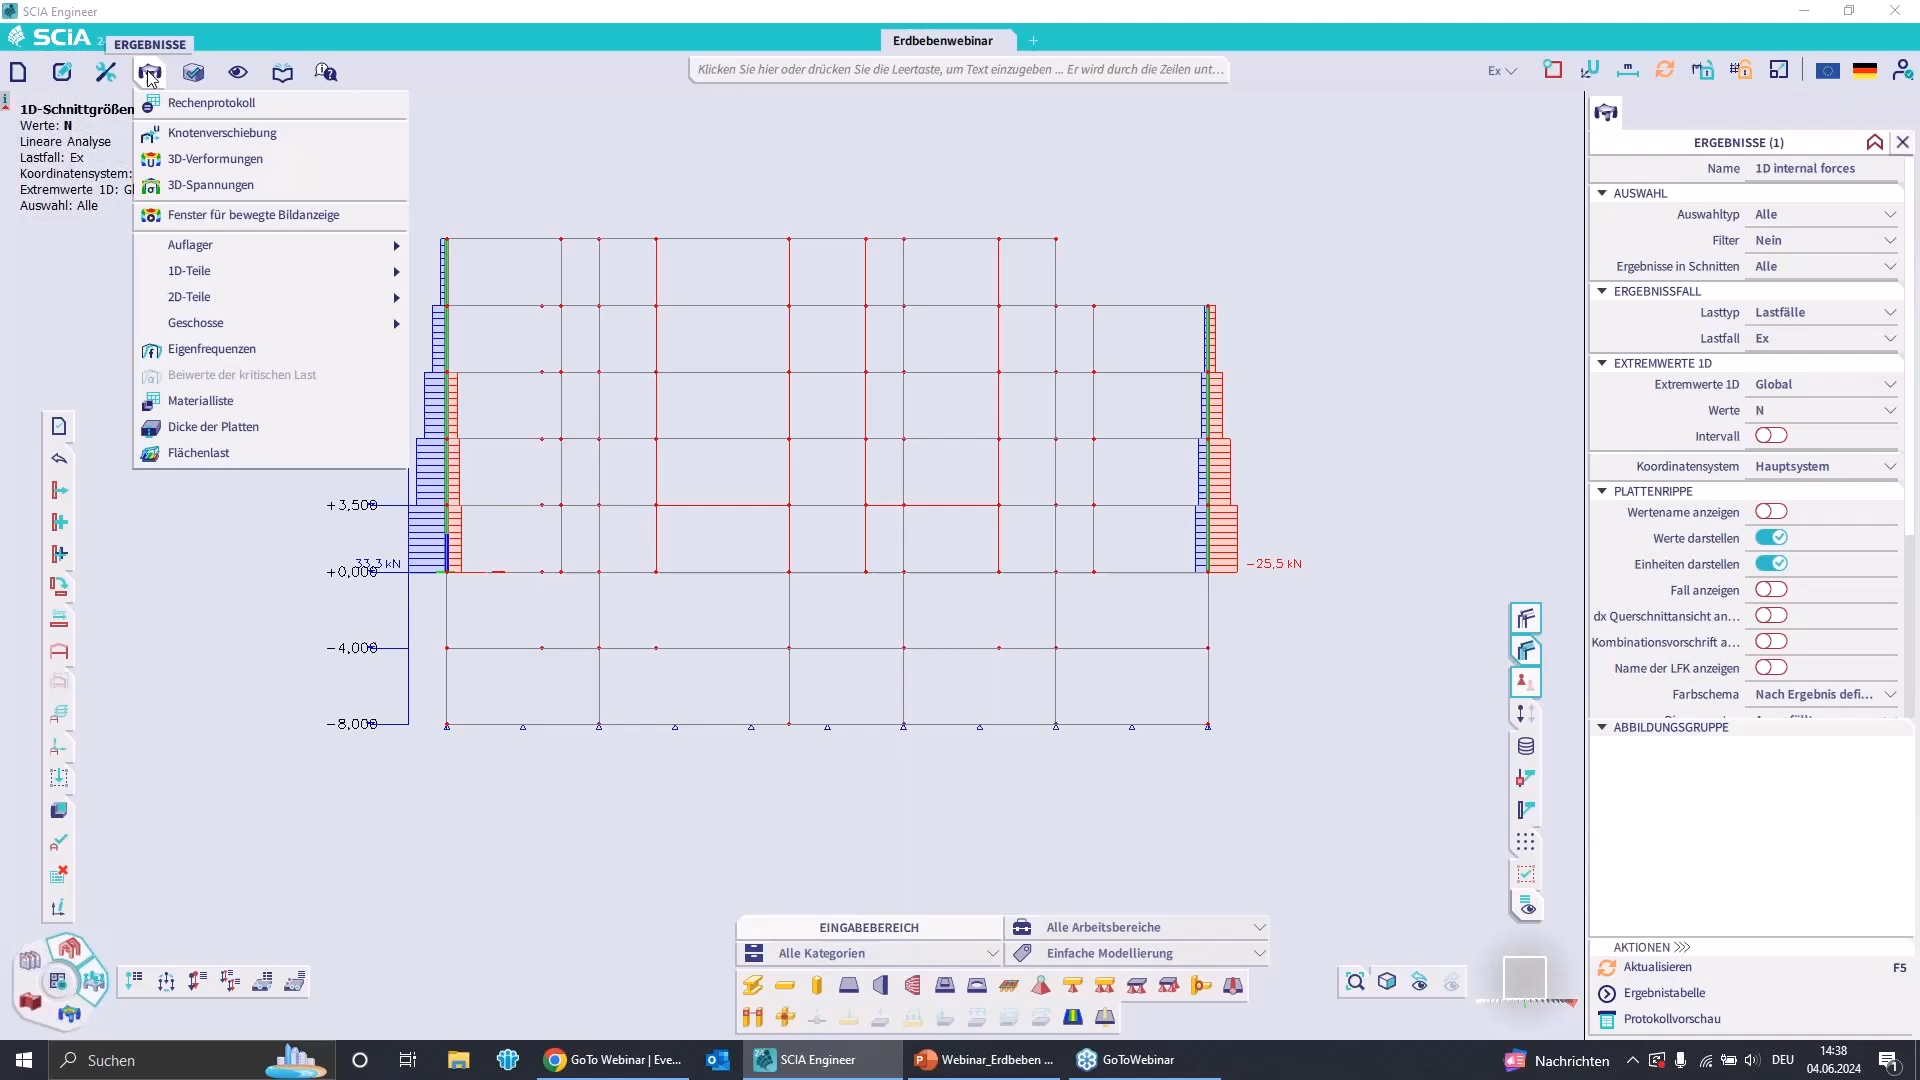 SCIA Engineer
SCIA
ERGEBNISSE
Erdbebenwebinar
Klicken Sie hier oder drücken Sie die Leertaste, um Text einzugeben ... Er wird durch die Zeilen unt...
Ex
1D-Schnittgrößen
Werte: N
Lineare Analyse
Lastfall: Ex
Koordinatensystem:
Extremwerte 1D: Gl
Auswahl: Alle
Rechenprotokoll
Knotenverschiebung
3D-Verformungen
3D-Spannungen
Fenster für bewegte Bildanzeige
Auflager
1D-Teile
2D-Teile
Geschosse
Eigenfrequenzen
Beiwerte der kritischen Last
Materialliste
Dicke der Platten
Flächenlast
+3,500
33,3 kN
+0,000
-4,000
-8,000
-25,5 kN
ERGEBNISSE (1)
Name 1D internal forces
AUSWAHL
Auswahltyp Alle
Filter Nein
Ergebnisse in Schnitten Alle
ERGEBNISFALL
Lasttyp Lastfälle
Lastfall Ex
EXTREMWERTE 1D
Extremwerte 1D Global
Werte N
Intervall
Koordinatensystem Hauptsystem
PLATTENRIPPE
Wertename anzeigen
Werte darstellen
Einheiten darstellen
Fall anzeigen
dx Querschnittansicht an...
Kombinationsvorschrift a...
Name der LFK anzeigen
Farbschema Nach Ergebnis defi...
ABBILDUNGSGRUPPE
AKTIONEN >>>
Aktualisieren F5
Ergebnistabelle
Protokollvorschau
EINGABEBEREICH
Alle Arbeitsbereiche
Alle Kategorien
Einfache Modellierung
Suchen
GoTo Webinar | Eve...
SCIA Engineer
Webinar_Erdbeben ...
GoToWebinar
Nachrichten
DEU
14:38
04.06.2024
1